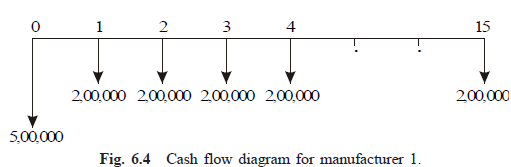 0 1 2 3 4 15
2,00,000 2,00,000 2,00,000 2,00,000 2,00,000
5,00,000
Fig. 6.4 Cash flow diagram for manufacturer 1.